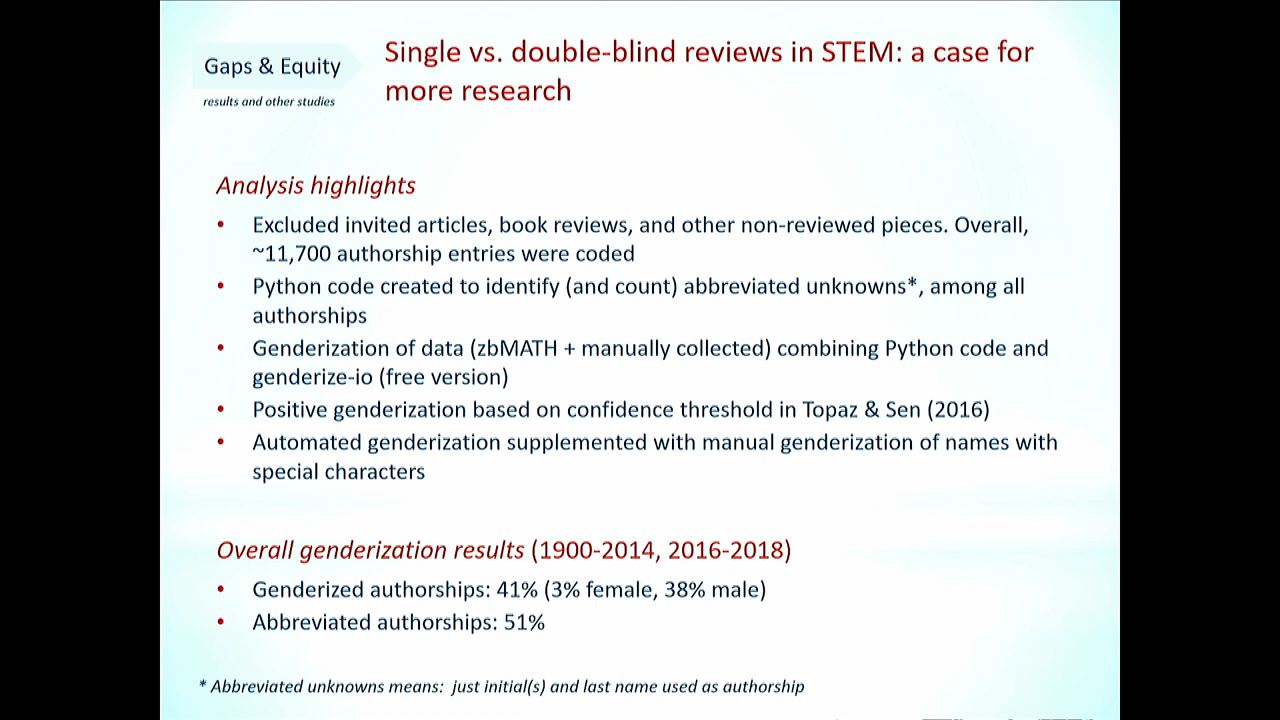 Gaps & Equity
results and other studies
Single vs. double-blind reviews in STEM: a case for
more research
Analysis highlights
• Excluded invited articles, book reviews, and other non-reviewed pieces. Overall,
~11,700 authorship entries were coded
• Python code created to identify (and count) abbreviated unknowns*, among all
authorships
• Genderization of data (zbMATH + manually collected) combining Python code and
genderize-io (free version)
• Positive genderization based on confidence threshold in Topaz & Sen (2016)
• Automated genderization supplemented with manual genderization of names with
special characters
Overall genderization results (1900-2014, 2016-2018)
• Genderized authorships: 41% (3% female, 38% male)
• Abbreviated authorships: 51%
* Abbreviated unknowns means: just initial(s) and last name used as authorship